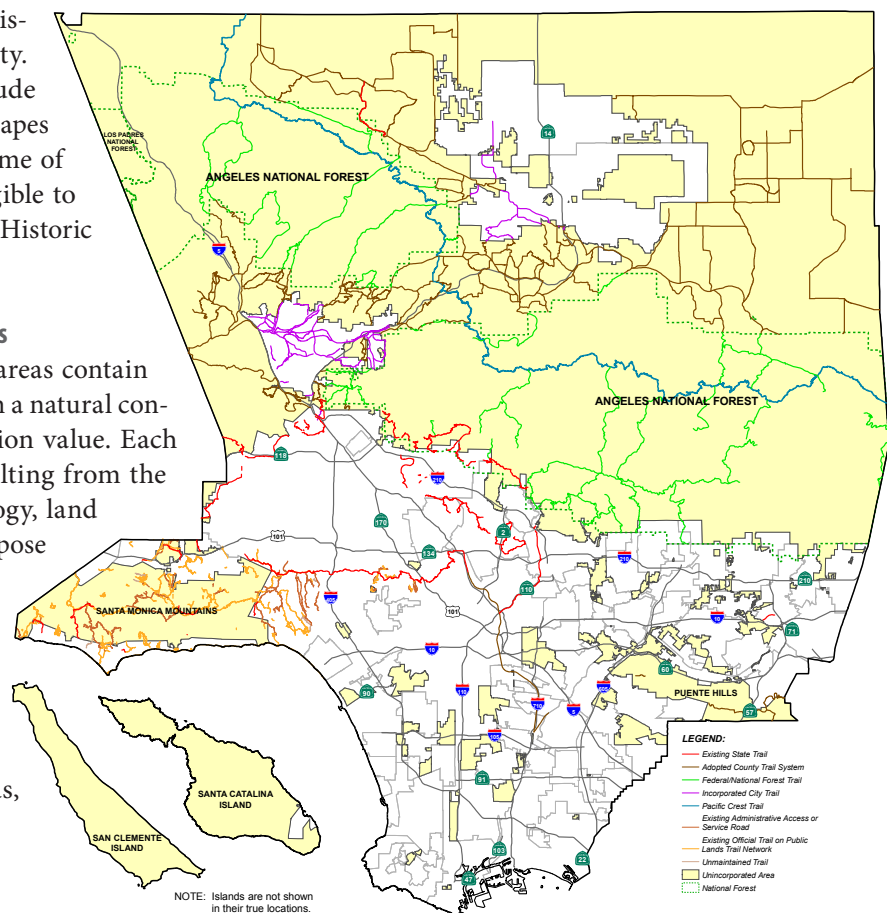 is-
ty.
ude
apes
me of
gible to
Historic
s
areas contain
n a natural con-
ion value. Each
lting from the
ogy, land
pose
as,
LOS PADRES
NATIONAL
FOREST
14
ANGELES NATIONAL FOREST
5
ANGELES NATIONAL FOREST
118
210
170
2
101
134
210
210
110
SANTA MONICA MOUNTAINS
405
101
10
71
10
60
90
110
605
PUENTE HILLS
710
5
57
105
91
SANTA CATALINA
ISLAND
SAN CLEMENTE
ISLAND
103
22
47
NOTE: Islands are not shown
in their true locations.
LEGEND:
Existing State Trail
Adopted County Trail System
Federal/National Forest Trail
Incorporated City Trail
Pacific Crest Trail
Existing Administrative Access or
Service Road
Existing Official Trail on Public
Lands Trail Network
Unmaintained Trail
Unincorporated Area
National Forest